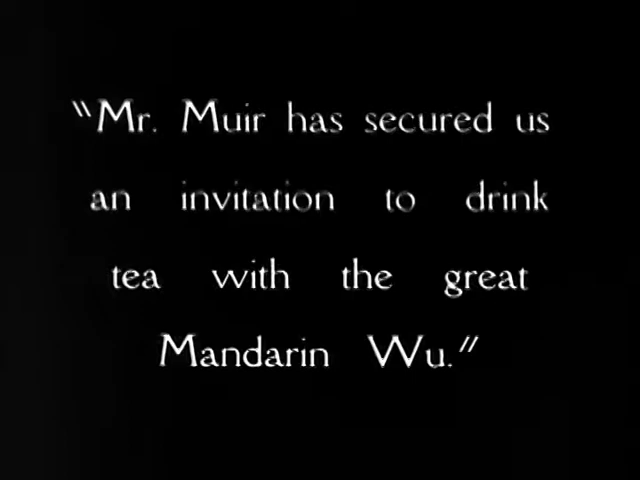 "Mr. Muir has secured us
an invitation to drink
tea with the great
Mandarin Wu."